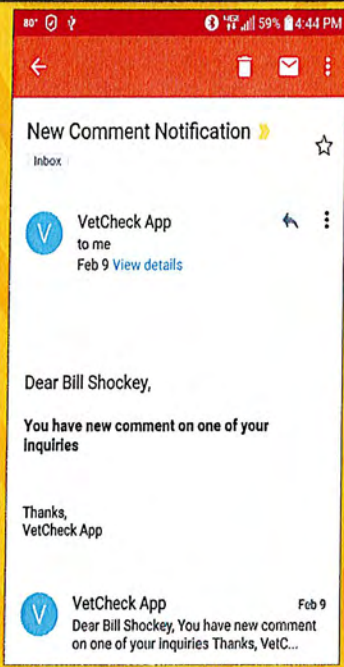 80° 59% 4:44 PM
New Comment Notification
Inbox
V VetCheck App
to me
Feb 9 View details
Dear Bill Shockey,
You have new comment on one of your
inquiries
Thanks,
VetCheck App
V VetCheck App Feb 9
Dear Bill Shockey, You have new comment
on one of your inquiries Thanks, VetC...